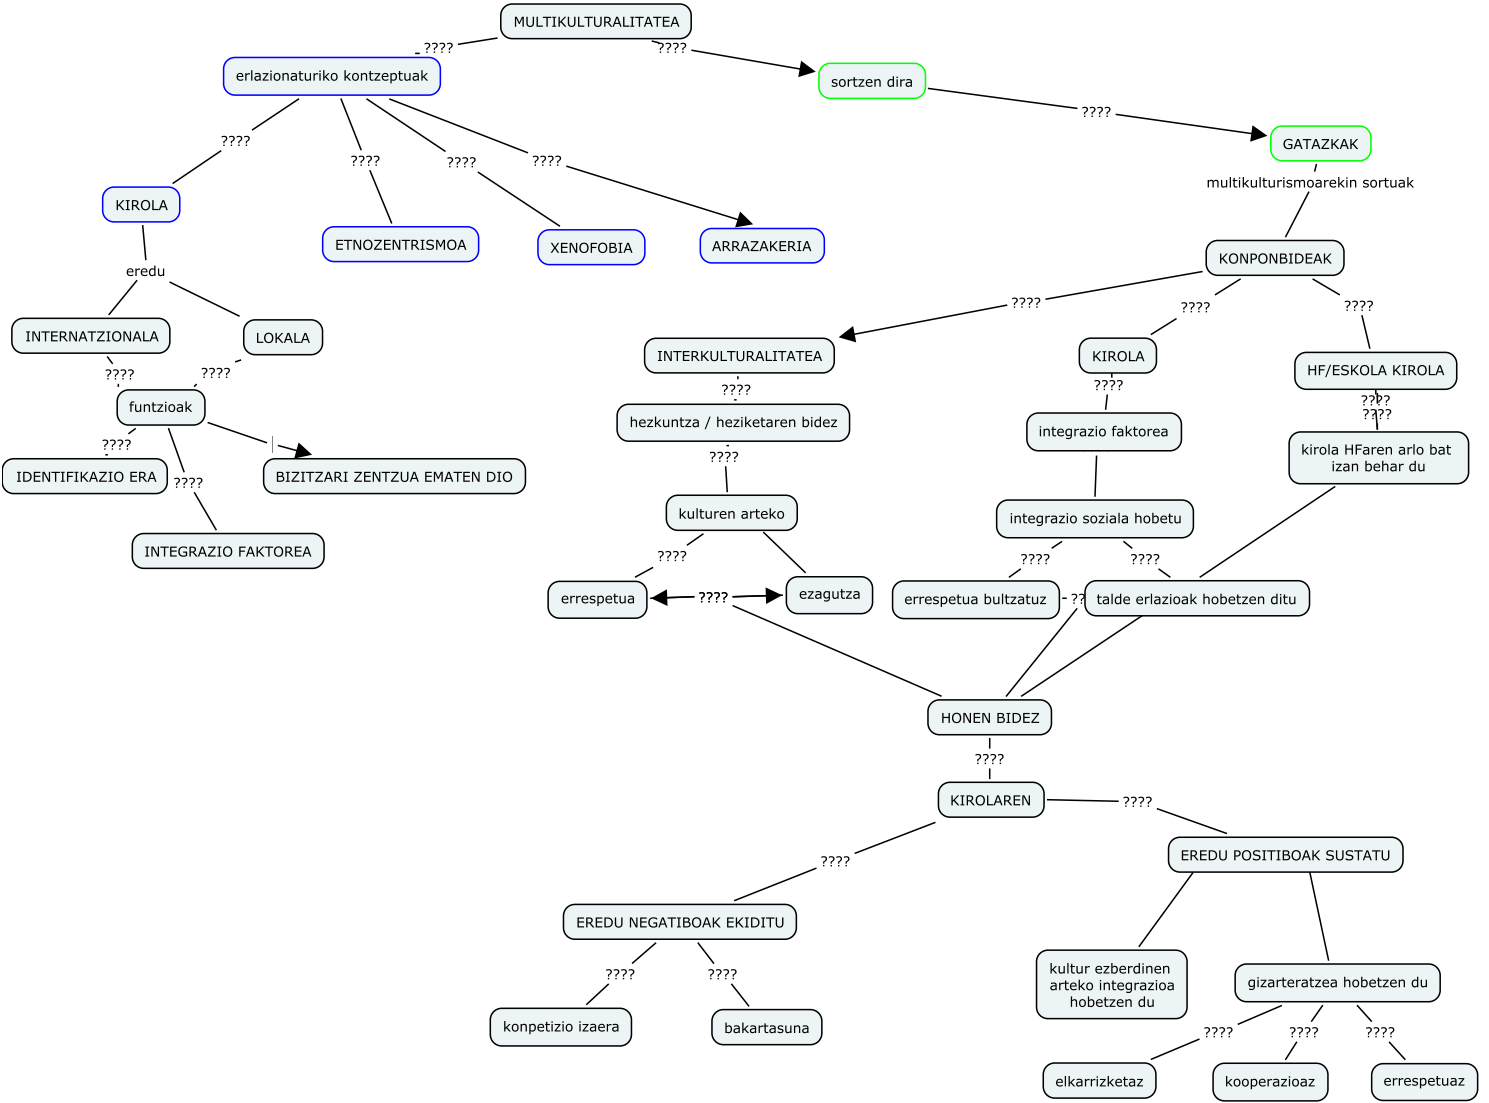 MULTIKULTURALITATEA
????
????
erlazionaturiko kontzeptuak
sortzen dira
????
GATAZKAK
????
????
????
????
multikulturismoarekin sortuak
KIROLA
ETNOZENTRISMOA
XENOFOBIA
ARRAZAKERIA
KONPONBIDEAK
eredu
????
????
????
INTERNATZIONALA
LOKALA
INTERKULTURALITATEA
KIROLA
HF/ESKOLA KIROLA
????
????
????
????
????
????
funtzioak
hezkuntza / heziketaren bidez
integrazio faktorea
kirola HFaren arlo bat
izan behar du
????
????
IDENTIFIKAZIO ERA
????
BIZITZARI ZENTZUA EMATEN DIO
kulturen arteko
integrazio soziala hobetu
INTEGRAZIO FAKTOREA
????
????
????
errespetua
????
ezagutza
errespetua bultzatuz
??
talde erlazioak hobetzen ditu
HONEN BIDEZ
????
KIROLAREN
????
????
EREDU POSITIBOAK SUSTATU
EREDU NEGATIBOAK EKIDITU
????
????
kultur ezberdinen
arteko integrazioa
hobetzen du
gizarteratzea hobetzen du
konpetizio izaera
bakartasuna
????
????
????
elkarrizketaz
kooperazioaz
errespetuaz